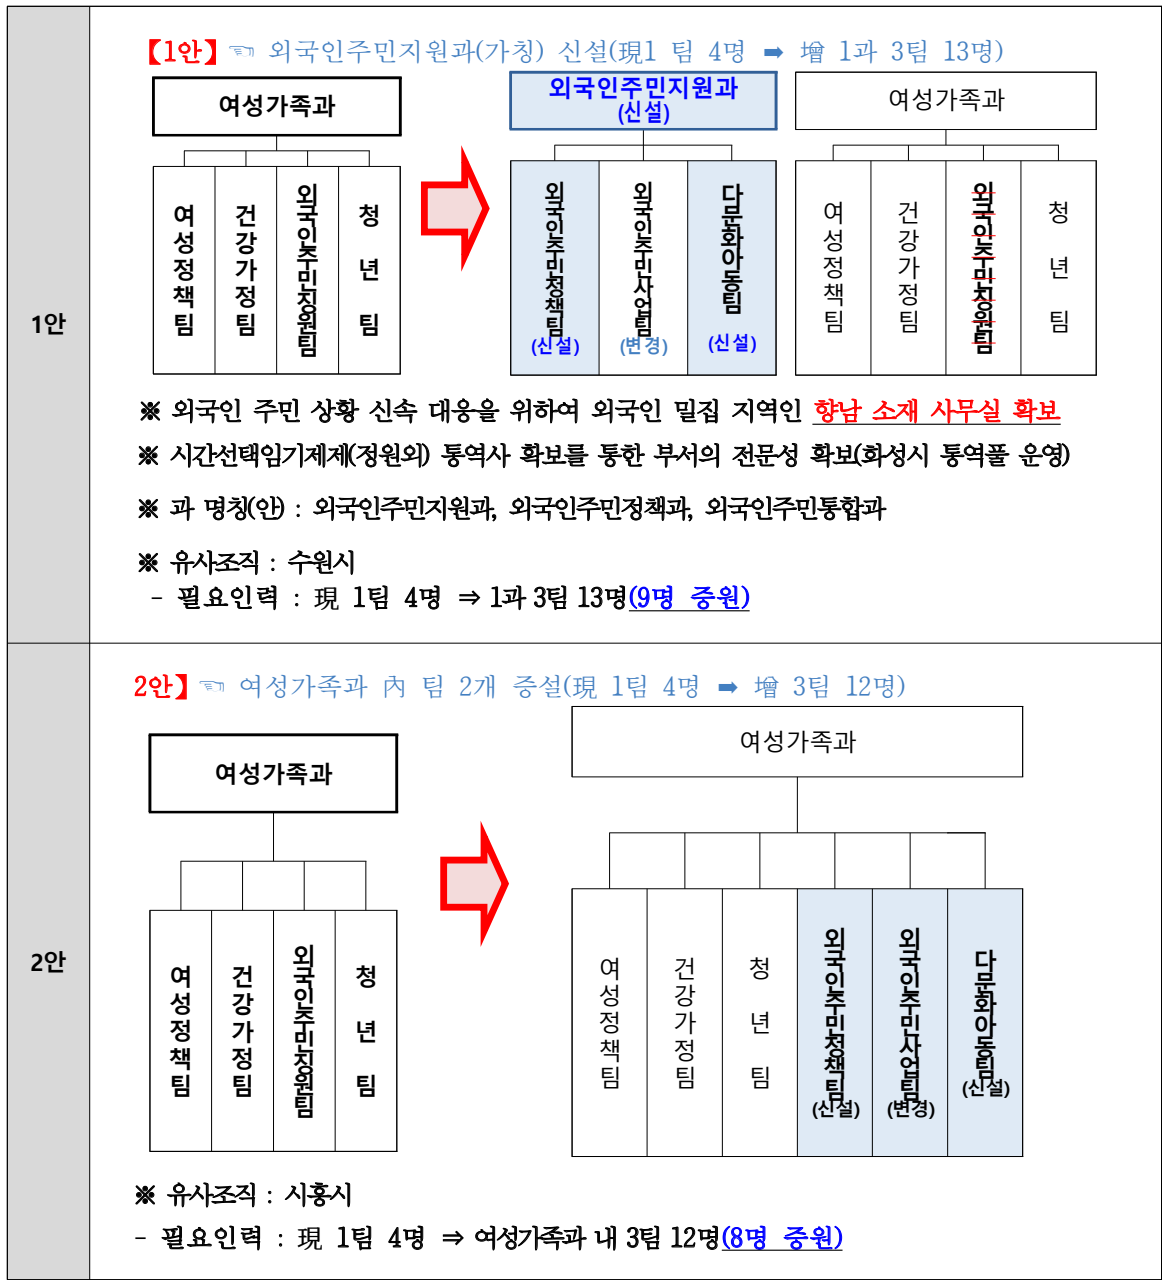 1안
【1안】 ☜ 외국인주민지원과(가칭) 신설(現1 팀 4명 ➡ 增 1과 3팀 13명)
여성가족과
여성정책팀
건강가정팀
외국인주민지원팀
청년팀
외국인주민지원과
(신설)
외국인주민정책팀
(신설)
외국인주민사업팀
(변경)
다문화아동팀
(신설)
여성가족과
여성정책팀
건강가정팀
외국인주민지원팀
청년팀
※ 외국인 주민 상황 신속 대응을 위하여 외국인 밀집 지역인 향남 소재 사무실 확보
※ 시간선택임기제제(정원외) 통역사 확보를 통한 부서의 전문성 확보(화성시 통역풀 운영)
※ 과 명칭(안) : 외국인주민지원과, 외국인주민정책과, 외국인주민통합과
※ 유사조직 : 수원시
- 필요인력 : 現 1팀 4명 ⇒ 1과 3팀 13명(9명 증원)
2안
2안】 ☜ 여성가족과 內 팀 2개 증설(現 1팀 4명 ➡ 增 3팀 12명)
여성가족과
여성정책팀
건강가정팀
외국인주민지원팀
청년팀
여성가족과
여성정책팀
건강가정팀
청년팀
외국인주민정책팀
(신설)
외국인주민사업팀
(변경)
다문화아동팀
(신설)
※ 유사조직 : 시흥시
- 필요인력 : 現 1팀 4명 ⇒ 여성가족과 내 3팀 12명(8명 증원)